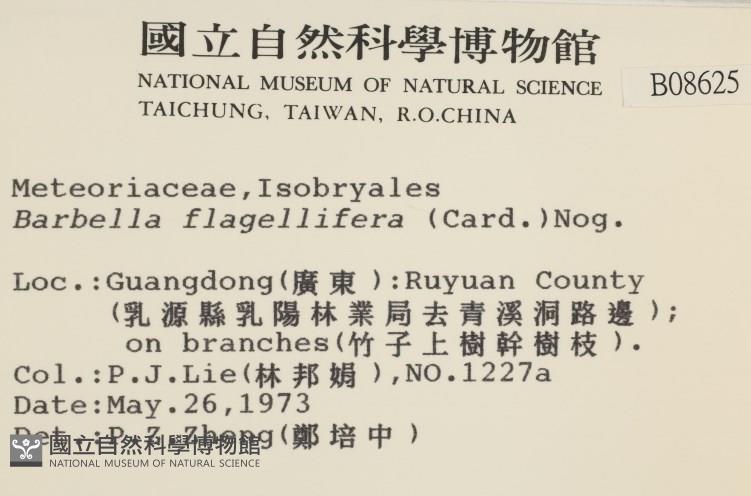 國立自然科學博物館
NATIONAL MUSEUM OF NATURAL SCIENCE
TAICHUNG, TAIWAN, R.O.CHINA
B08625
Meteoriaceae,Isobryales
Barbella flagellifera (Card.)Nog.
Loc.:Guangdong(廣東):Ruyuan County
(乳源縣乳陽林業局去青溪洞路邊);
on branches(竹子上樹幹樹枝).
Col.:P.J.Lie(林邦娟),NO.1227a
Date:May.26,1973
Det.:P.Z.Zheng(鄭培中)
國立自然科學博物館
NATIONAL MUSEUM OF NATURAL SCIENCE